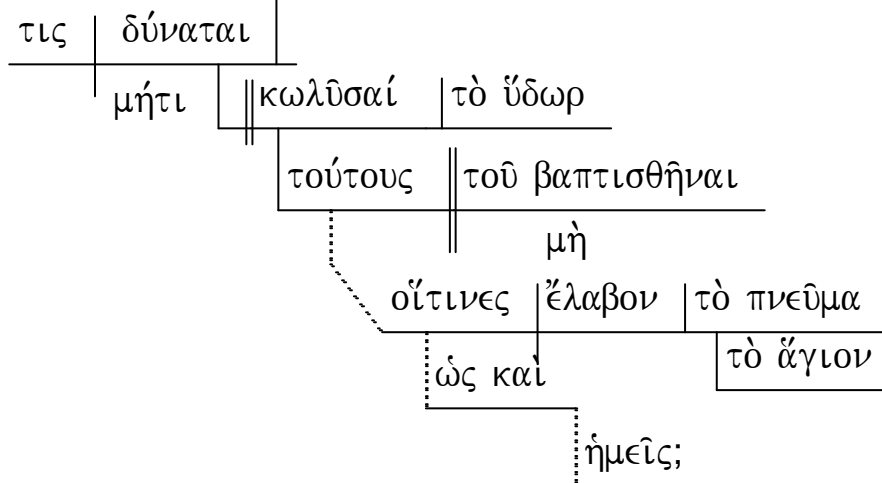 τις δύναται
μήτι
κωλῦσαί τὸ ὕδωρ
τούτους τοῦ βαπτισθῆναι
μὴ
οἵτινες ἔλαβον τὸ πνεῦμα
τὸ ἅγιον
ὡς καὶ
ἡμεῖς;